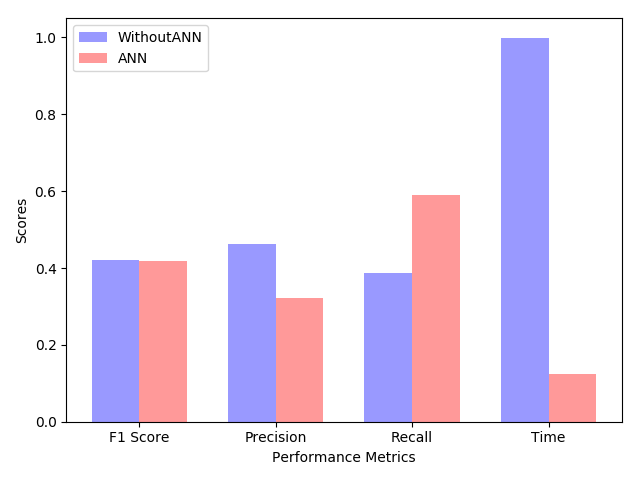 WithoutANN
ANN
Scores
1.0
0.8
0.6
0.4
0.2
0.0
F1 Score
Precision
Recall
Time
Performance Metrics